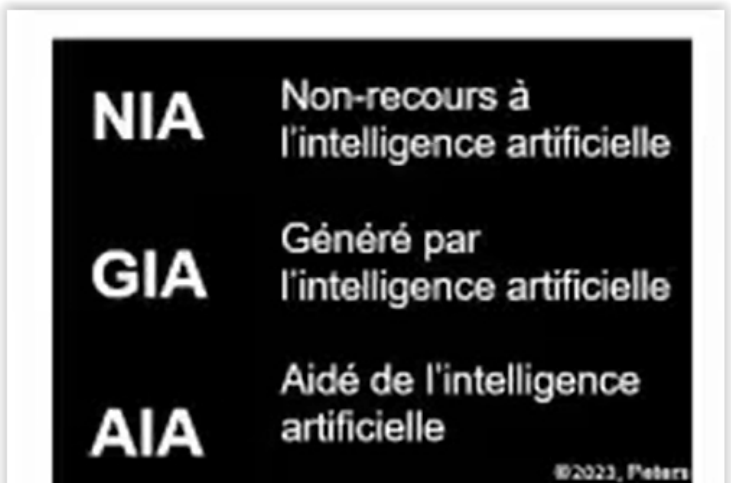 NIA
Non-recours à
l'intelligence artificielle
GIA
Généré par
l'intelligence artificielle
AIA
Aidé de l'intelligence
artificielle
©2023, Peters